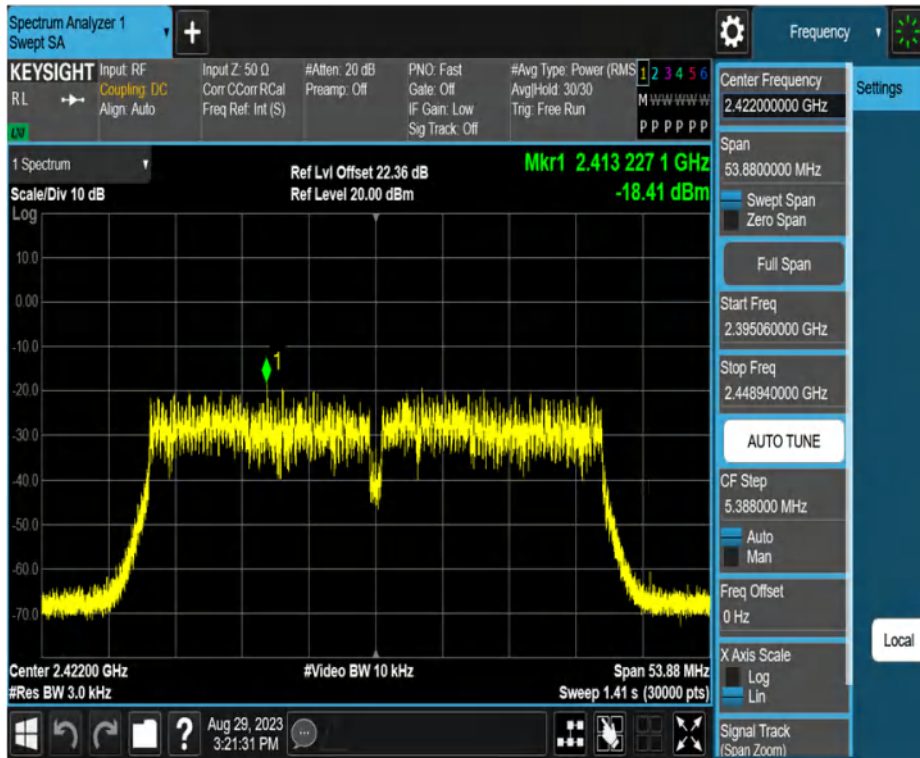 Spectrum Analyzer 1
Swept SA
+
Frequency
KEYSIGHT
RL
LNI
Input: RF
Coupling: DC
Align: Auto
Input Z: 50 Ω
Corr CCorr RCal
Freq Ref: Int (S)
#Atten: 20 dB
Preamp: Off
PNO: Fast
Gate: Off
IF Gain: Low
Sig Track: Off
#Avg Type: Power (RMS
Avg|Hold: 30/30
Trig: Free Run
1 2 3 4 5 6
M W W W W W
P P P P P P
Center Frequency
2.422000000 GHz
Settings
1 Spectrum
Scale/Div 10 dB
Ref Lvl Offset 22.36 dB
Ref Level 20.00 dBm
Mkr1 2.413 227 1 GHz
-18.41 dBm
Span
53.8800000 MHz
Swept Span
Zero Span
Full Span
Start Freq
2.395060000 GHz
Stop Freq
2.448940000 GHz
AUTO TUNE
CF Step
5.388000 MHz
Auto
Man
Freq Offset
0 Hz
X Axis Scale
Log
Lin
Local
Signal Track
(Span Zoom)
Log
10.0
0.00
-10.0
-20.0
-30.0
-40.0
-50.0
-60.0
-70.0
1
Center 2.42200 GHz
#Res BW 3.0 kHz
#Video BW 10 kHz
Span 53.88 MHz
Sweep 1.41 s (30000 pts)
?
Aug 29, 2023
3:21:31 PM